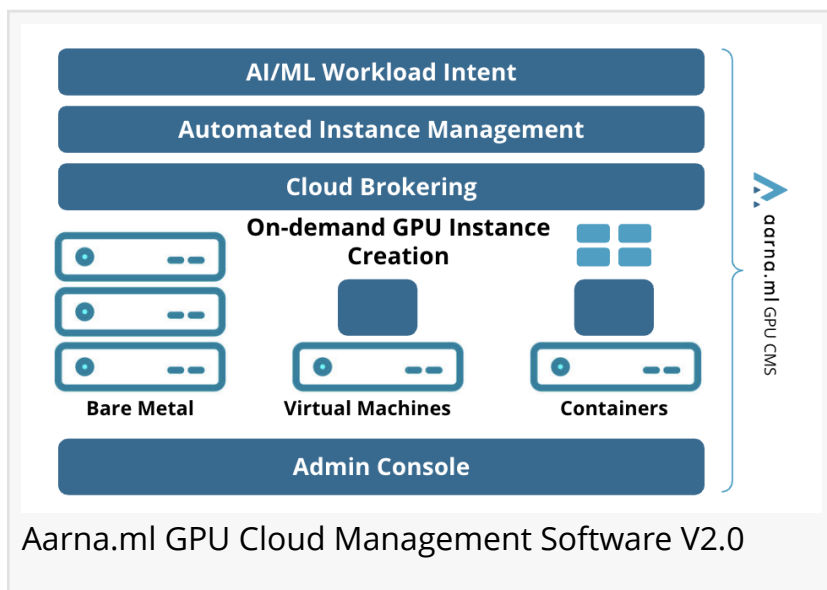 AI/ML Workload Intent
Automated Instance Management
Cloud Brokering
On-demand GPU Instance
Creation
Bare Metal
Virtual Machines
Containers
Admin Console
aarna.ml GPU CMS
Aarna.ml GPU Cloud Management Software V2.0